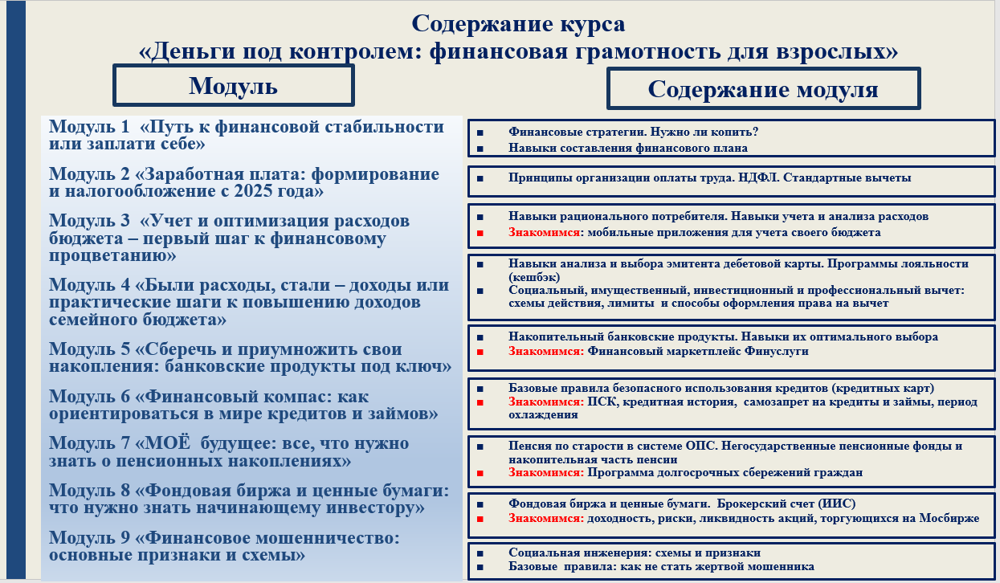 Содержание курса
«Деньги под контролем: финансовая грамотность для взрослых»
Модуль
Содержание модуля
Модуль 1  «Путь к финансовой стабильности
или заплати себе»
Модуль 2 «Заработная плата: формирование
и налогообложение с 2025 года»
Модуль 3  «Учет и оптимизация расходов
бюджета – первый шаг к финансовому
процветанию»
Модуль 4 «Были расходы, стали – доходы или
практические шаги к повышению доходов
семейного бюджета»
Модуль 5 «Сберечь и приумножить свои
накопления: банковские продукты под ключ»
Модуль 6 «Финансовый компас: как
ориентироваться в мире кредитов и займов»
Модуль 7 «МОЁ  будущее: все, что нужно
знать о пенсионных накоплениях»
Модуль 8 «Фондовая биржа и ценные бумаги:
что нужно знать начинающему инвестору»
Модуль 9 «Финансовое мошенничество:
основные признаки и схемы»
▪ Финансовые стратегии. Нужно ли копить?
▪ Навыки составления финансового плана
▪ Принципы организации оплаты труда. НДФЛ. Стандартные вычеты
▪ Навыки рационального потребителя. Навыки учета и анализа расходов
▪ Знакомимся: мобильные приложения для учета своего бюджета
▪ Навыки анализа и выбора эмитента дебетовой карты. Программы лояльности
(кешбэк)
▪ Социальный, имущественный, инвестиционный и профессиональный вычет:
схемы действия, лимиты  и способы оформления права на вычет
▪ Накопительный банковские продукты. Навыки их оптимального выбора
▪ Знакомимся: Финансовый маркетплейс Финуслуги
▪ Базовые правила безопасного использования кредитов (кредитных карт)
▪ Знакомимся: ПСК, кредитная история,  самозапрет на кредиты и займы, период
охлаждения
▪ Пенсия по старости в системе ОПС. Негосударственные пенсионные фонды и
накопительная часть пенсии
▪ Знакомимся: Программа долгосрочных сбережений граждан
▪ Фондовая биржа и ценные бумаги.  Брокерский счет (ИИС)
▪ Знакомимся: доходность, риски, ликвидность акций, торгующихся на Мосбирже
▪ Социальная инженерия: схемы и признаки
▪ Базовые  правила: как не стать жертвой мошенника